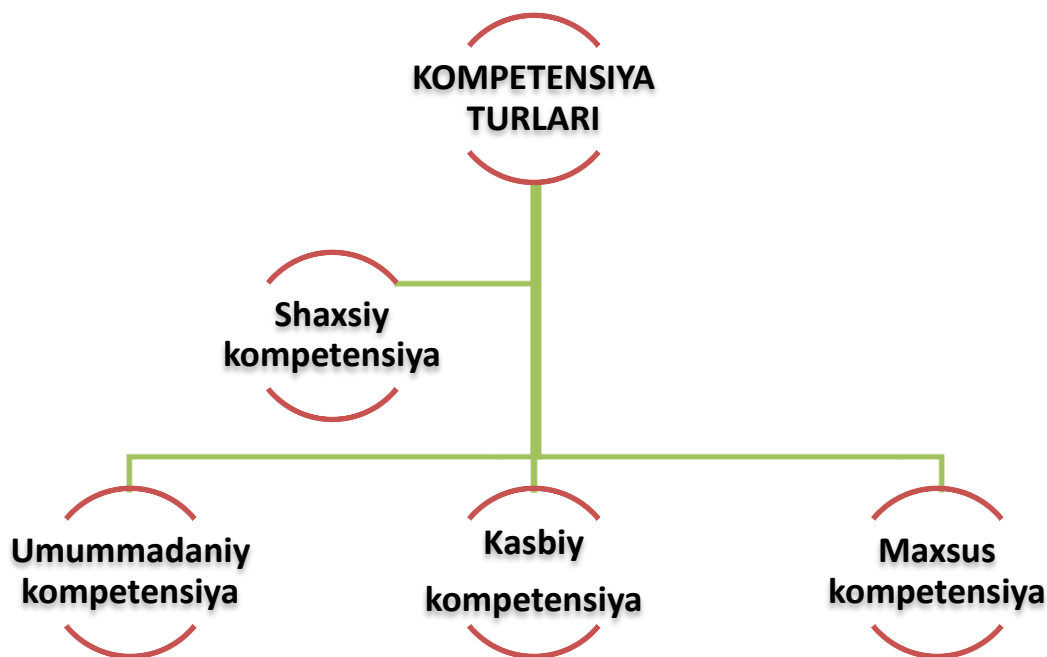 KOMPETENSIYA
TURLARI
Shaxsiy
kompetensiya
Umummadaniy
kompetensiya
Kasbiy
kompetensiya
Maxsus
kompetensiya